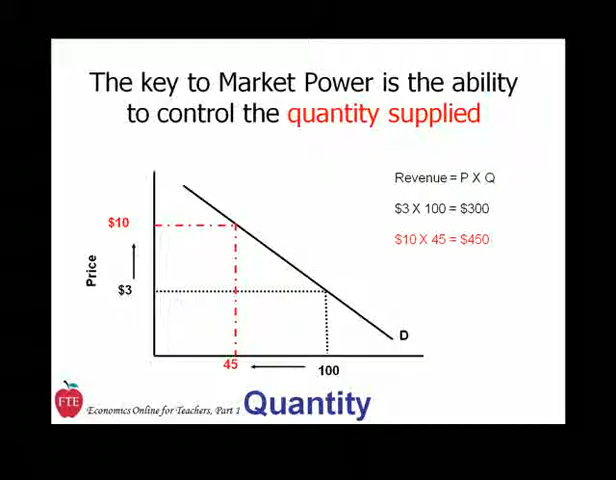 The key to Market Power is the ability
to control the quantity supplied
Revenue = P X Q
$3 X 100 = $300
$10
$10 X 45 = $450
Price
$3
D
45
100
FTE
Economics Online for Teachers, Part 1
Quantity